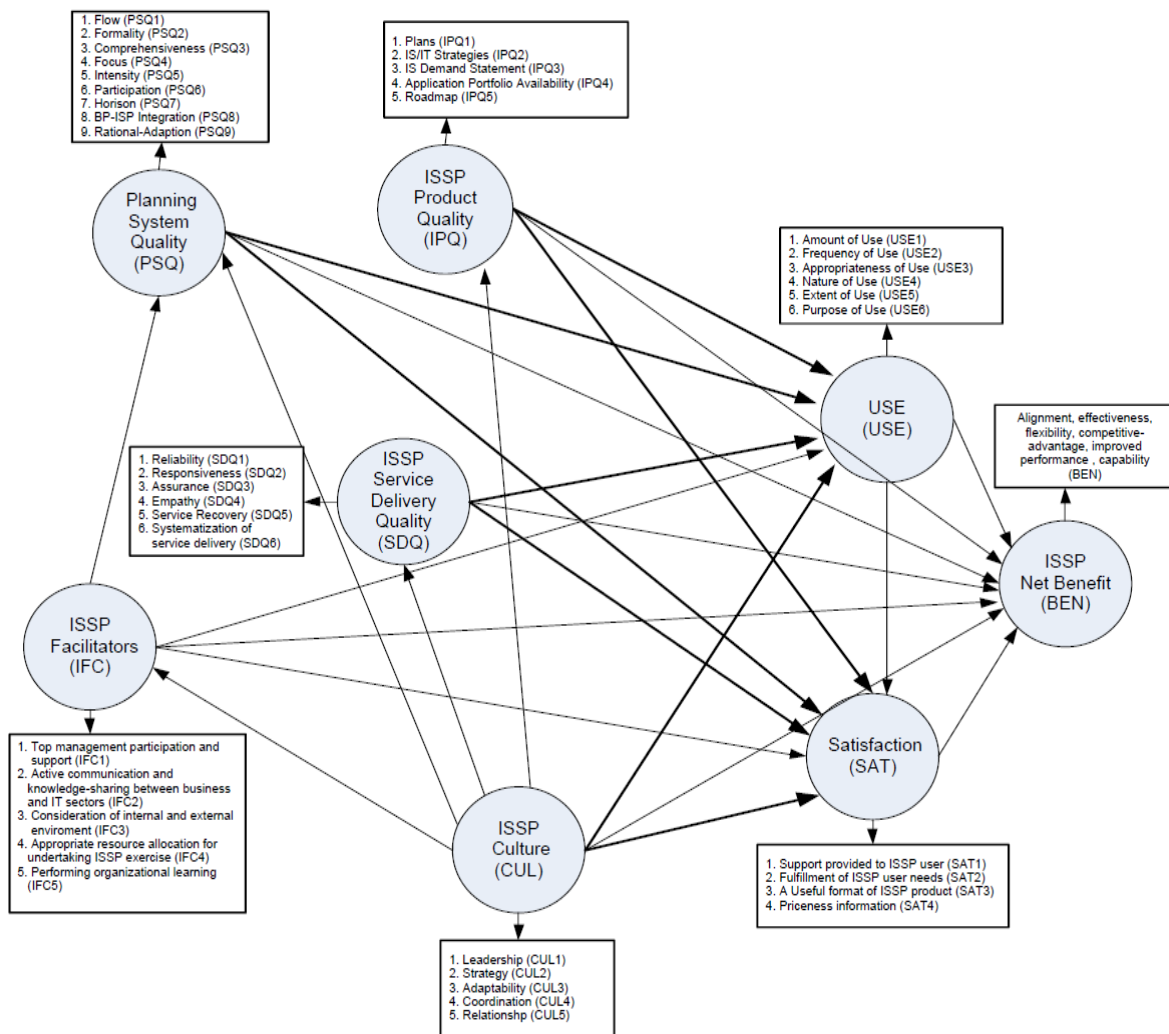 1. Flow (PSQ1)
2. Formality (PSQ2)
3. Comprehensiveness (PSQ3)
4. Focus (PSQ4)
5. Intensity (PSQ5)
6. Participation (PSQ6)
7. Horison (PSQ7)
8. BP-ISP Integration (PSQ8)
9. Rational-Adaption (PSQ9)
1. Plans (IPQ1)
2. IS/IT Strategies (IPQ2)
3. IS Demand Statement (IPQ3)
4. Application Portfolio Availability (IPQ4)
5. Roadmap (IPQ5)
Planning
System
Quality
(PSQ)
ISSP
Product
Quality
(IPQ)
1. Amount of Use (USE1)
2. Frequency of Use (USE2)
3. Appropriateness of Use (USE3)
4. Nature of Use (USE4)
5. Extent of Use (USE5)
6. Purpose of Use (USE6)
USE
(USE)
Alignment, effectiveness,
flexibility, competitive-
advantage, improved
performance , capability
(BEN)
1. Reliability (SDQ1)
2. Responsiveness (SDQ2)
3. Assurance (SDQ3)
4. Empathy (SDQ4)
5. Service Recovery (SDQ5)
6. Systematization of
service delivery (SDQ6)
ISSP
Service
Delivery
Quality
(SDQ)
ISSP
Net Benefit
(BEN)
ISSP
Facilitators
(IFC)
1. Top management participation and
support (IFC1)
2. Active communication and
knowledge-sharing between business
and IT sectors (IFC2)
3. Consideration of internal and external
enviroment (IFC3)
4. Appropriate resource allocation for
undertaking ISSP exercise (IFC4)
5. Performing organizational learning
(IFC5)
Satisfaction
(SAT)
ISSP
Culture
(CUL)
1. Support provided to ISSP user (SAT1)
2. Fulfillment of ISSP user needs (SAT2)
3. A Useful format of ISSP product (SAT3)
4. Priceness information (SAT4)
1. Leadership (CUL1)
2. Strategy (CUL2)
3. Adaptability (CUL3)
4. Coordination (CUL4)
5. Relationshp (CUL5)